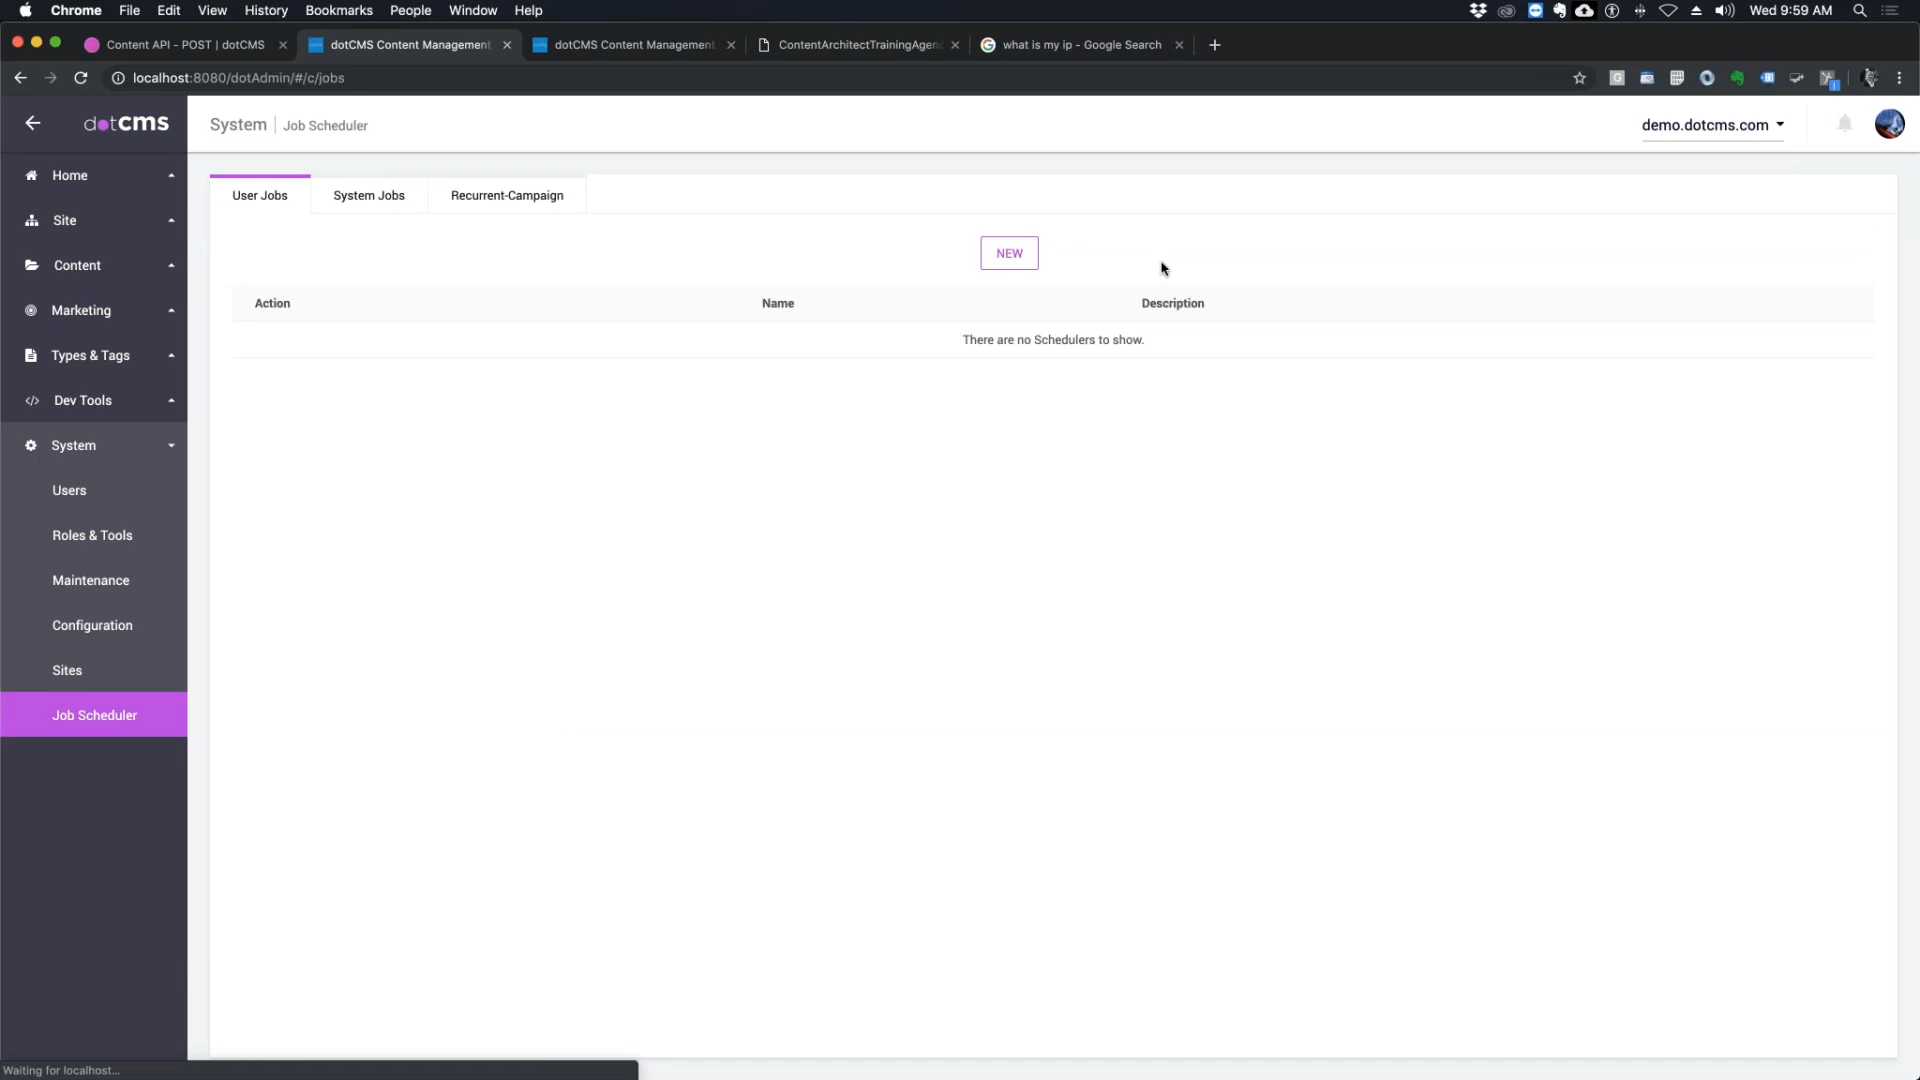 Chrome File Edit View History Bookmarks People Window Help Wed 9:59 AM
Content API - POST | dotCMS dotCMS Content Management dotCMS Content Management ContentArchitectTrainingAgen what is my ip - Google Search
localhost:8080/dotAdmin/#/c/jobs
dotCMS System Job Scheduler demo.dotcms.com
Home
Site
Content
Marketing
Types & Tags
Dev Tools
System
Users
Roles & Tools
Maintenance
Configuration
Sites
Job Scheduler
User Jobs System Jobs Recurrent-Campaign
NEW
Action Name Description
There are no Schedulers to show.
Waiting for localhost...